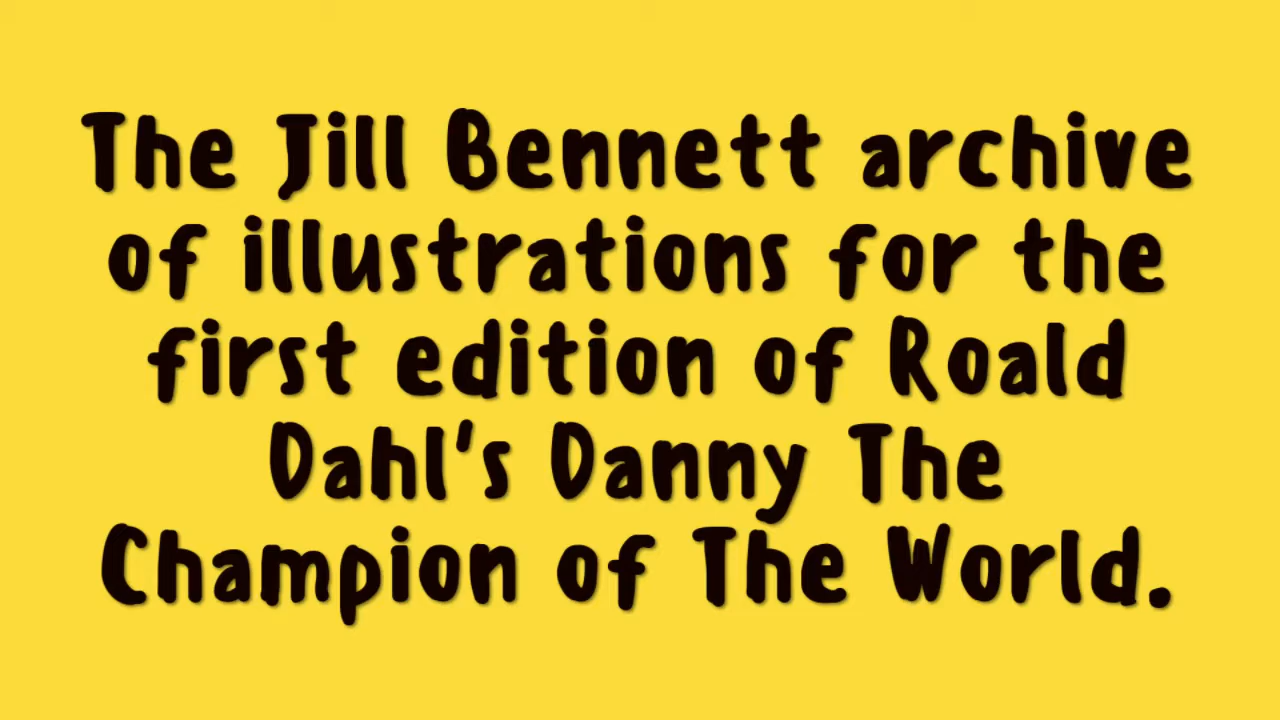 The Jill Bennett archive
of illustrations for the
first edition of Roald
Dahl's Danny The
Champion of The World.